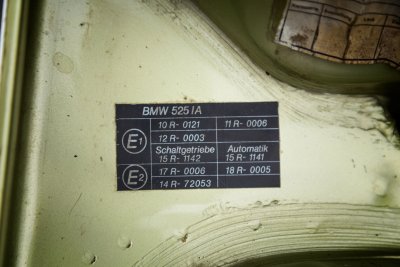 BMW 525 IA
10 R- 0121 11 R- 0006
E1 12 R- 0003
Schaltgetriebe Automatik
15 R- 1142 15 R- 1141
E2 17 R- 0006 18 R- 0005
14 R- 72053